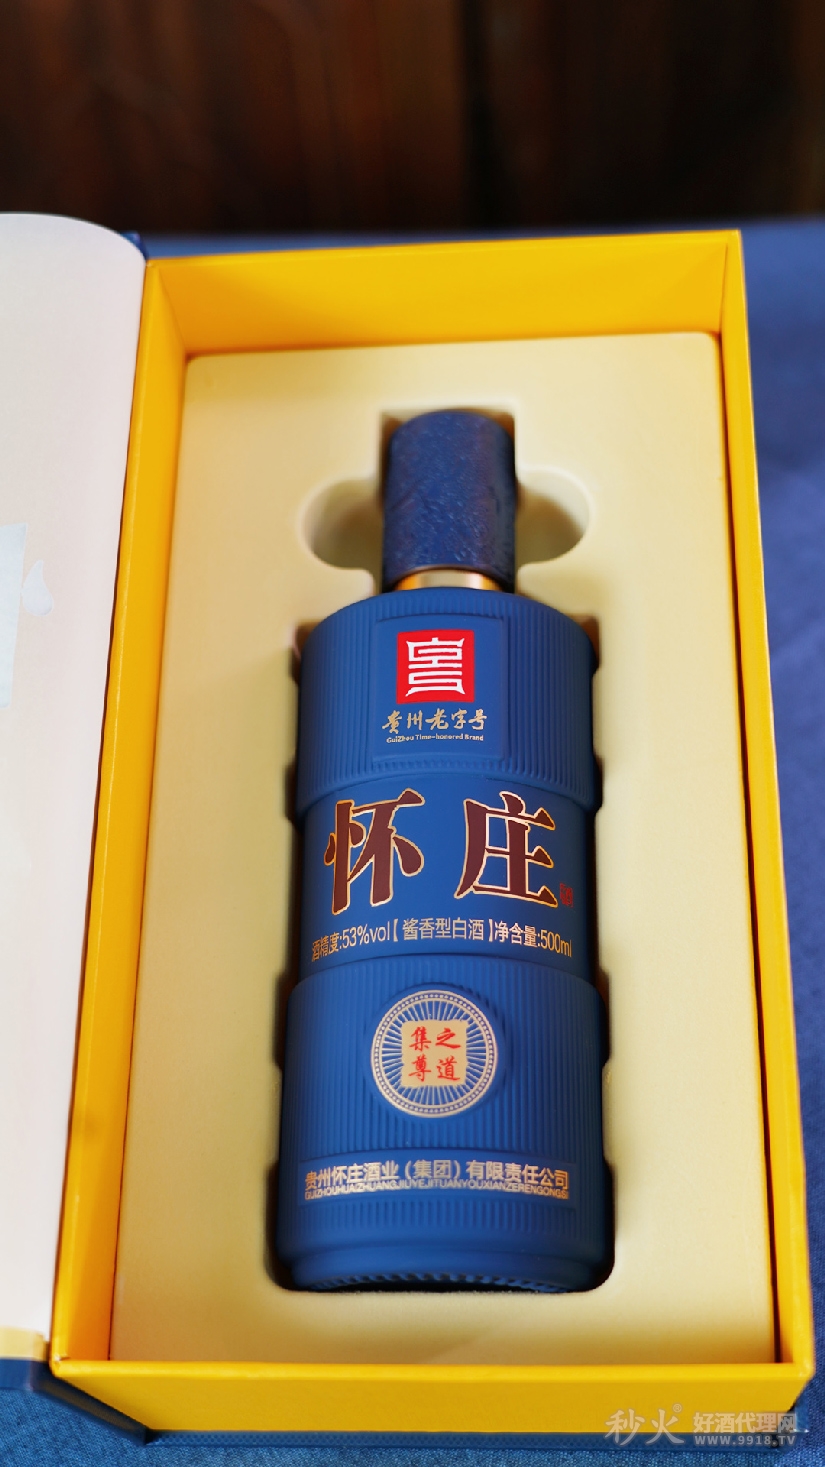 贵州老字号
GuiZhou Time-honored Brand
怀庄
酒精度:53%vol【酱香型白酒】净含量:500ml
集之
尊道
贵州怀庄酒业（集团）有限责任公司
GUIZHOUHUAIZHUANGJIUYEJITUANYOUXIANZERENGONGSI
秒火® 好酒代理网
WWW.9918.TV